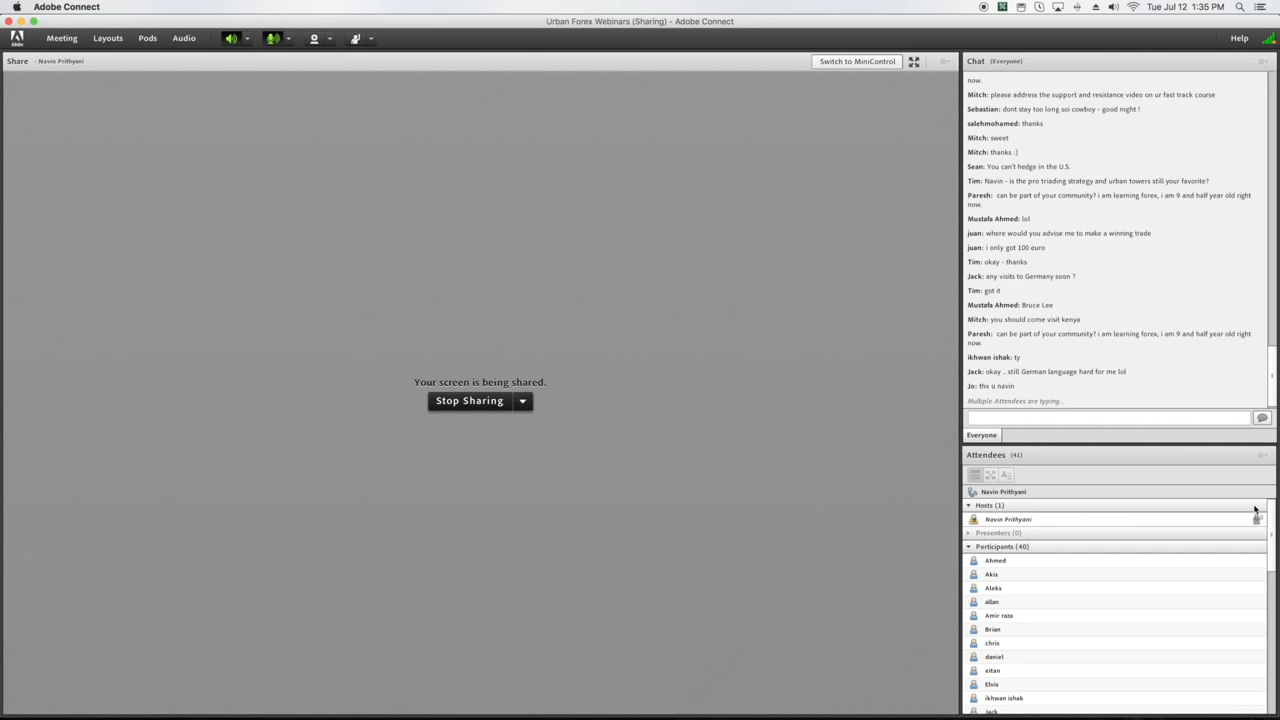 Adobe Connect
Tue Jul 12 1:35 PM
Urban Forex Webinars (Sharing) - Adobe Connect
Adobe
Meeting
Layouts
Pods
Audio
Help
Share - Navin Prithyani
Switch to MiniControl
Your screen is being shared.
Stop Sharing
Chat (Everyone)
now.
Mitch: please address the support and resistance video on ur fast track course
Sebastian: dont stay too long soi cowboy - good night !
salehmohamed: thanks
Mitch: sweet
Mitch: thanks :}
Sean: You can't hedge in the U.S.
Tim: Navin - is the pro triading strategy and urban towers still your favorite?
Paresh: can be part of your community? i am learning forex, i am 9 and half year old right
now.
Mustafa Ahmed: lol
juan: where would you advise me to make a winning trade
juan: i only got 100 euro
Tim: okay - thanks
Jack: any visits to Germany soon ?
Tim: got it
Mustafa Ahmed: Bruce Lee
Mitch: you should come visit kenya
Paresh: can be part of your community? i am learning forex, i am 9 and half year old right
now.
ikhwan ishak: ty
Jack: okay .. still German language hard for me lol
Jo: thx u navin
Multiple Attendees are typing...
Everyone
Attendees (41)
Navin Prithyani
Hosts (1)
Navin Prithyani
Presenters (0)
Participants (40)
Ahmed
Akis
Aleks
allan
Amir raza
Brian
chris
daniel
eitan
Elvis
ikhwan ishak
Jack